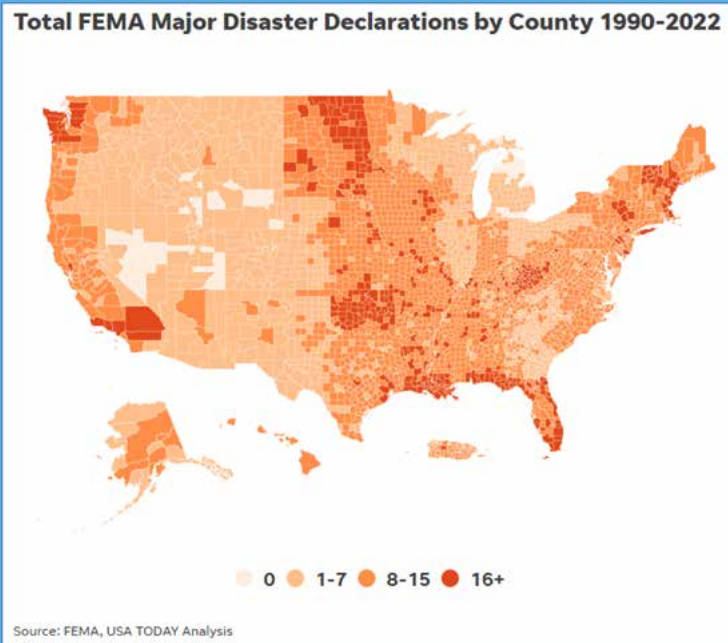 Total FEMA Major Disaster Declarations by County 1990-2022
0 1-7 8-15 16+
Source: FEMA, USA TODAY Analysis